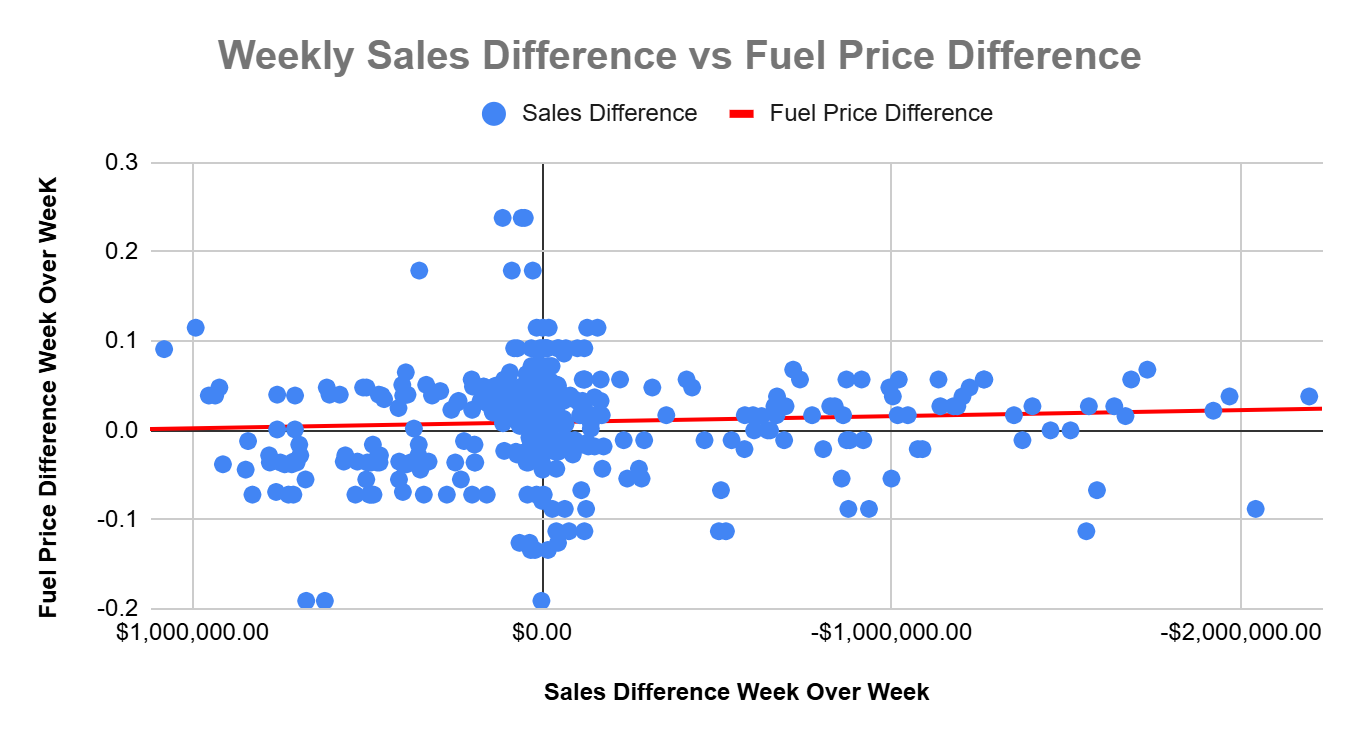 Weekly Sales Difference vs Fuel Price Difference
Sales Difference
Fuel Price Difference
Fuel Price Difference Week Over WeeK
0.3
0.2
0.1
0.0
-0.1
-0.2
$1,000,000.00
$0.00
-$1,000,000.00
-$2,000,000.00
Sales Difference Week Over Week